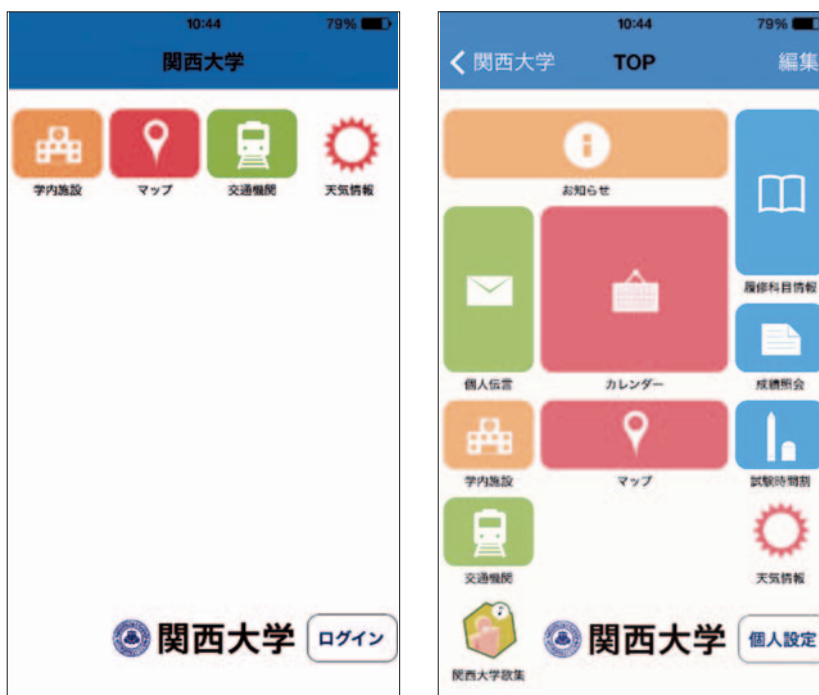 10:44
79%
関西大学
学内施設
マップ
交通機関
天気情報
関西大学
ログイン
10:44
79%
関西大学
TOP
編集
お知らせ
履修科目情報
個人伝言
カレンダー
成績照会
学内施設
マップ
試験時間割
交通機関
天気情報
関西大学歌集
関西大学
個人設定